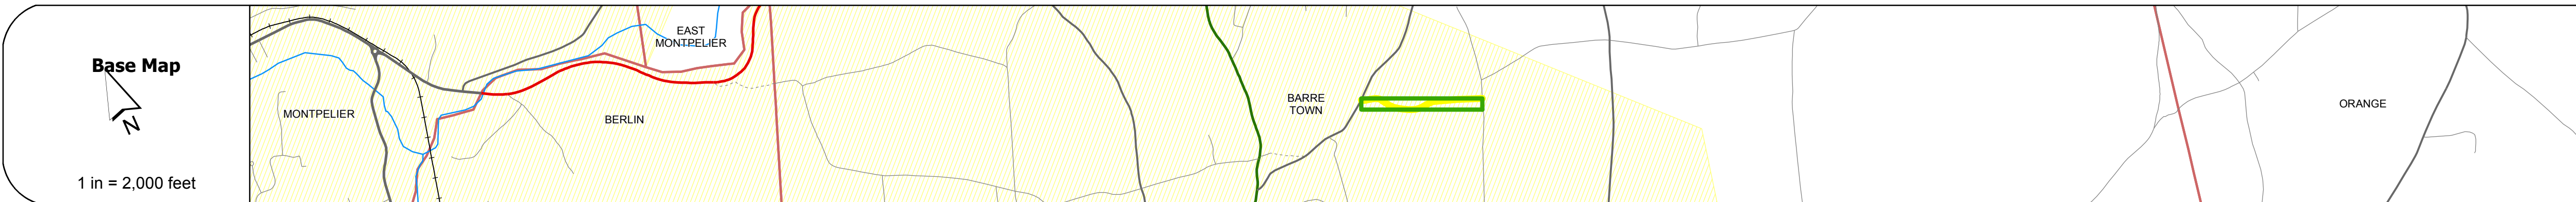 Base Map
N
1 in = 2,000 feet
MONTPELIER
BERLIN
EAST
MONTPELIER
BARRE
TOWN
ORANGE